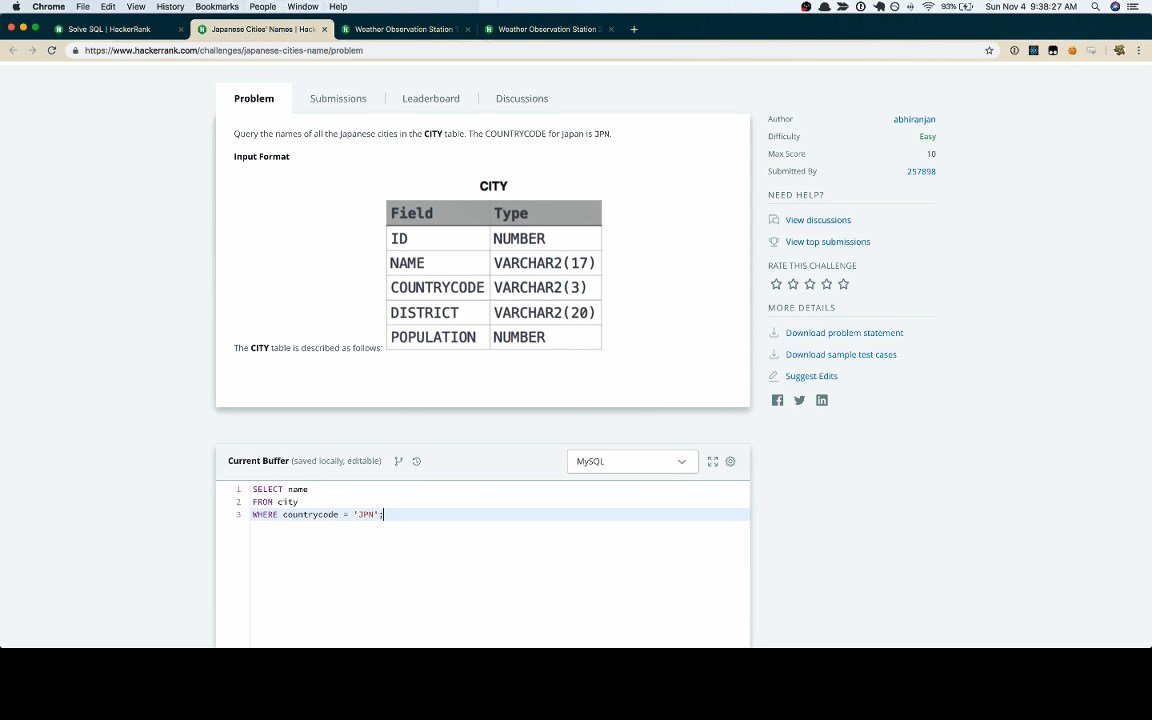 Chrome File Edit View History Bookmarks People Window Help 93% Sun Nov 4 9:38:27 AM
Solve SQL | HackerRank × Japanese Cities' Names | Hack × Weather Observation Station × Weather Observation Station × +
https://www.hackerrank.com/challenges/japanese-cities-name/problem
Problem Submissions Leaderboard Discussions
Query the names of all the Japanese cities in the CITY table. The COUNTRYCODE for Japan is JPN.
Input Format
CITY
Field Type
ID NUMBER
NAME VARCHAR2(17)
COUNTRYCODE VARCHAR2(3)
DISTRICT VARCHAR2(20)
POPULATION NUMBER
The CITY table is described as follows:
Author abhiranjan
Difficulty Easy
Max Score 10
Submitted By 257898
NEED HELP?
View discussions
View top submissions
RATE THIS CHALLENGE
MORE DETAILS
Download problem statement
Download sample test cases
Suggest Edits
Current Buffer (saved locally, editable) MySQL
1 SELECT name
2 FROM city
3 WHERE countrycode = 'JPN';